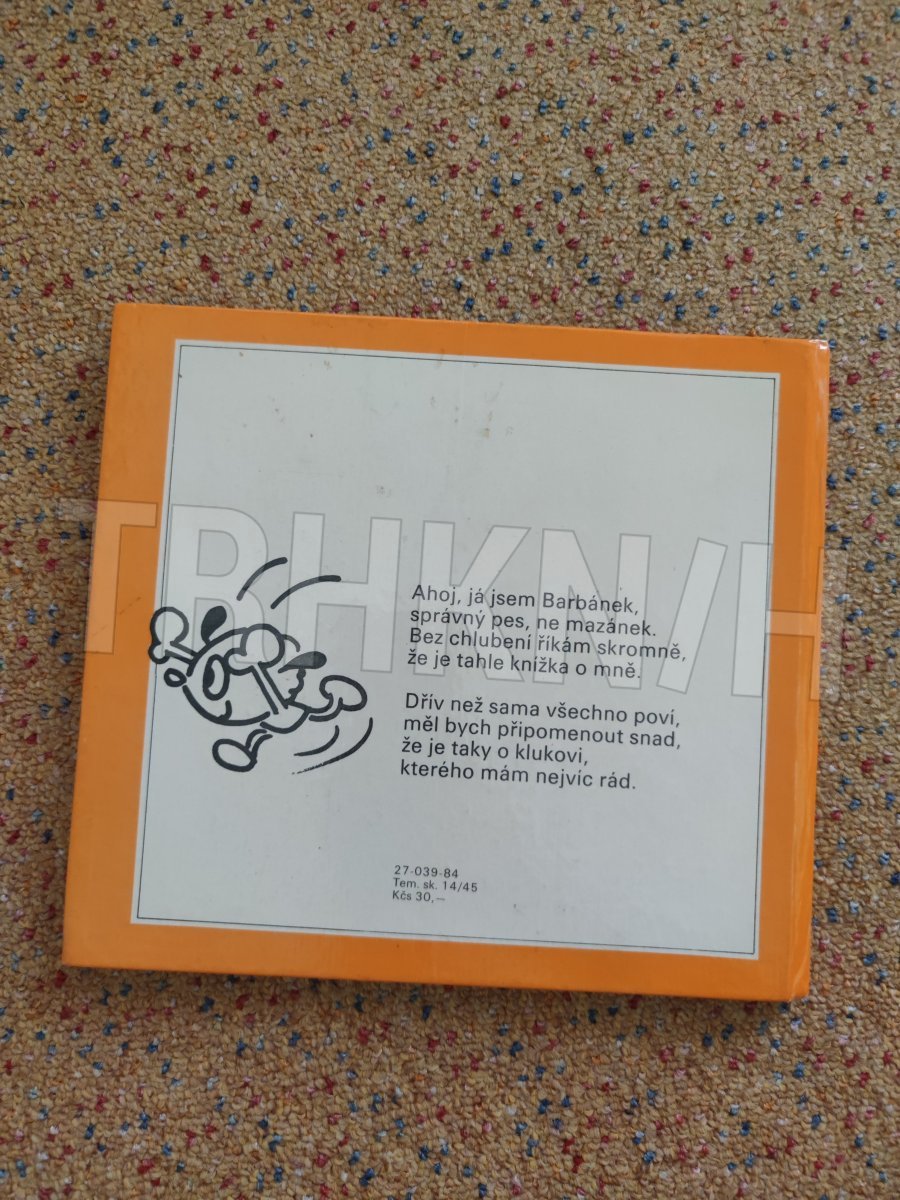 TRHKNIH
Ahoj, já jsem Barbánek,
správný pes, ne mazánek.
Bez chlubení říkám skromně,
že je tahle knížka o mně.
Dřív než sama všechno poví,
měl bych připomenout snad,
že je taky o klukovi,
kterého mám nejvíc rád.
27-039-84
Tem. sk. 14/45
Kčs 30,—